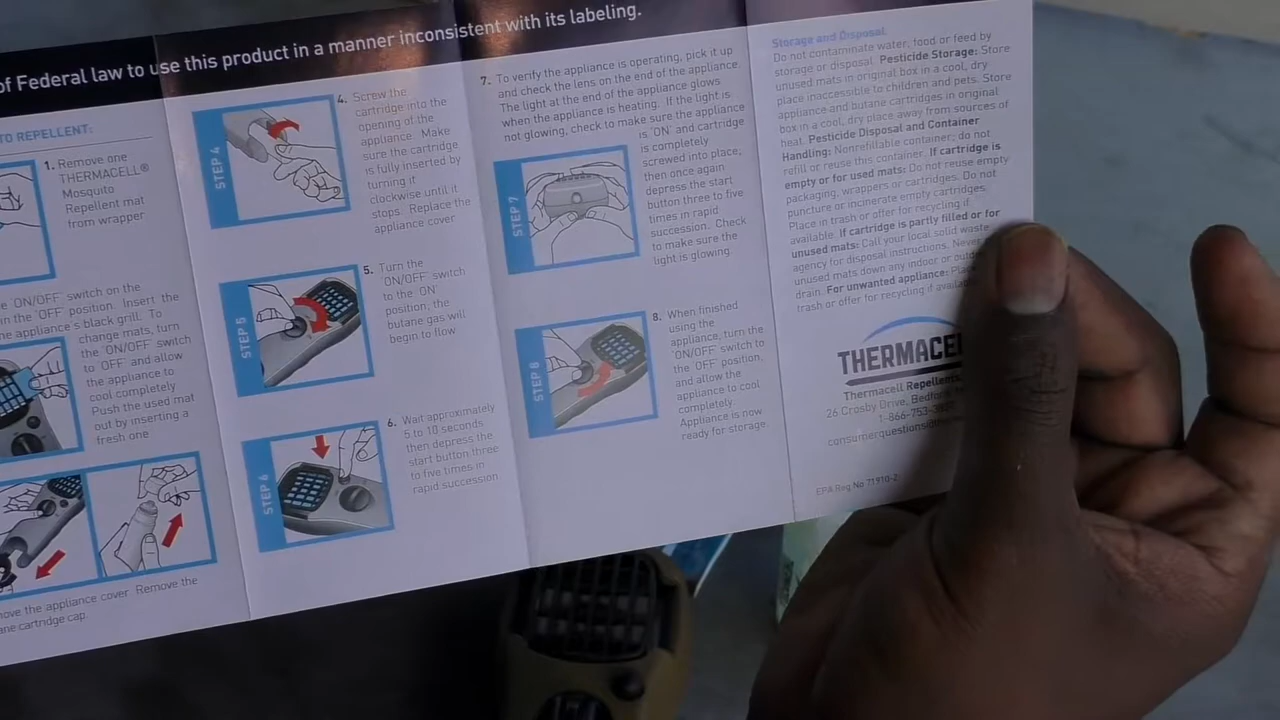 of Federal law to use this product in a manner inconsistent with its labeling.
TO REPELLENT:
1. Remove one
THERMACELL®
Mosquito
Repellent mat
from wrapper
'ON/OFF' switch on the
in the 'OFF' position. Insert the
appliance's black grill. To
change mats, turn
the 'ON/OFF' switch
to 'OFF' and allow
the appliance to
cool completely
Push the used mat
out by inserting a
fresh one
the appliance cover Remove the
cartridge cap.
STEP 4
4. Screw the
cartridge into the
opening of the
appliance. Make
sure the cartridge
is fully inserted by
turning it
clockwise until it
stops. Replace the
appliance cover
STEP 5
5. Turn the
'ON/OFF' switch
to the 'ON'
position; the
butane gas will
begin to flow
STEP 6
6. Wait approximately
5 to 10 seconds
then depress the
start button three
to five times in
rapid succession
7. To verify the appliance is operating, pick it up
and check the lens on the end of the appliance.
The light at the end of the appliance glows
when the appliance is heating. If the light is
not glowing, check to make sure the appliance
is 'ON' and cartridge
is completely
screwed into place;
then once again
depress the start
button three to five
times in rapid
succession. Check
to make sure the
light is glowing.
STEP 7
STEP 8
8. When finished
using the
appliance, turn the
'ON/OFF' switch to
the 'OFF' position,
and allow the
appliance to cool
completely.
Appliance is now
ready for storage.
Storage and Disposal
Do not contaminate water, food or feed by
storage or disposal. Pesticide Storage: Store
unused mats in original box in a cool, dry
place inaccessible to children and pets. Store
appliance and butane cartridges in original
box in a cool, dry place away from sources of
heat. Pesticide Disposal and Container
Handling: Nonrefillable container; do not
refill or reuse this container. If cartridge is
empty or for used mats: Do not reuse empty
packaging, wrappers or cartridges. Do not
puncture or incinerate empty cartridges.
Place in trash or offer for recycling if
available. If cartridge is partly filled or for
unused mats: Call your local solid waste
agency for disposal instructions. Never
unused mats down any indoor or
drain. For unwanted appliance:
trash or offer for recycling if
THERMACE
Thermacell Repellents,
26 Crosby Drive,
1-866-753-
EPA Reg No 71910-2